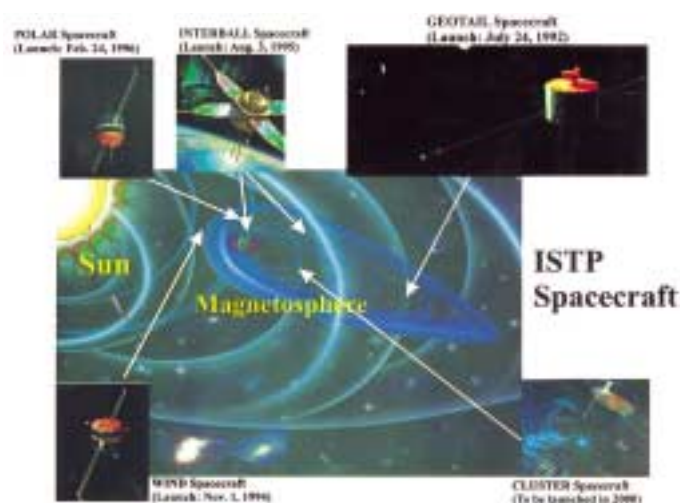 POLAR Spacecraft
(Launch: Feb. 24, 1996)
INTERBALL Spacecraft
(Launch: Aug. 3, 1995)
GEOTAIL Spacecraft
(Launch: July 24, 1992)
Sun
Magnetosphere
ISTP
Spacecraft
WIND Spacecraft
(Launch: Nov. 1, 1994)
CLUSTER Spacecraft
(To be launched in 2000)